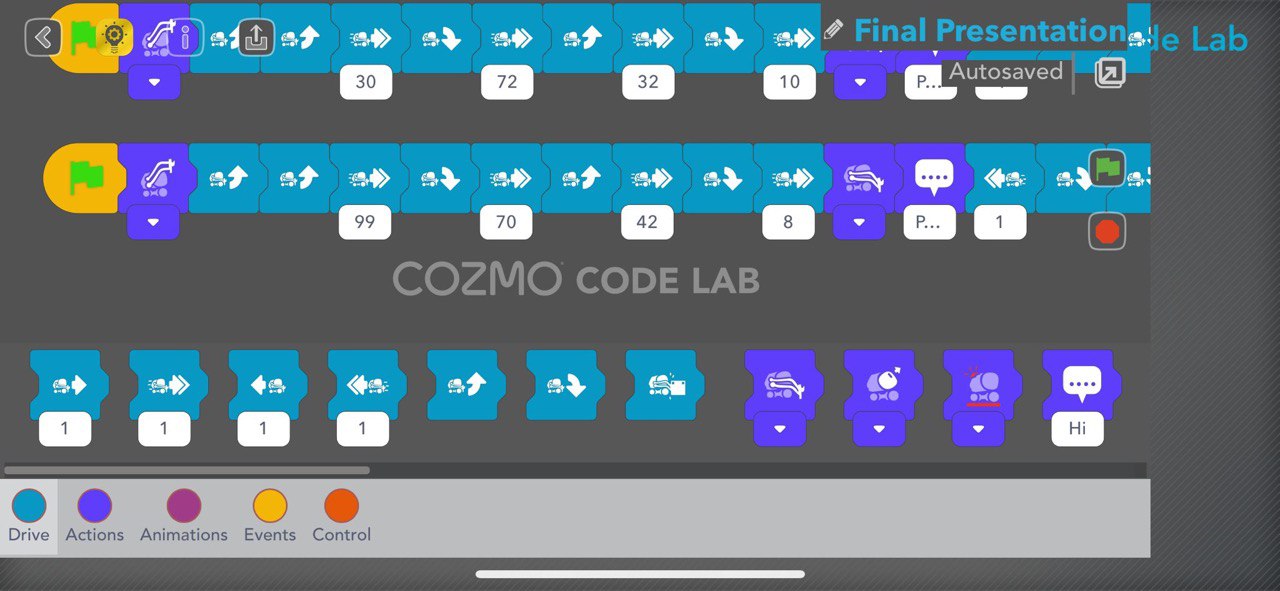 Final Presentation
de Lab
Autosaved
30 72 32 10 P...
99 70 42 8 P... 1
COZMO CODE LAB
1 1 1 1 Hi
Drive Actions Animations Events Control